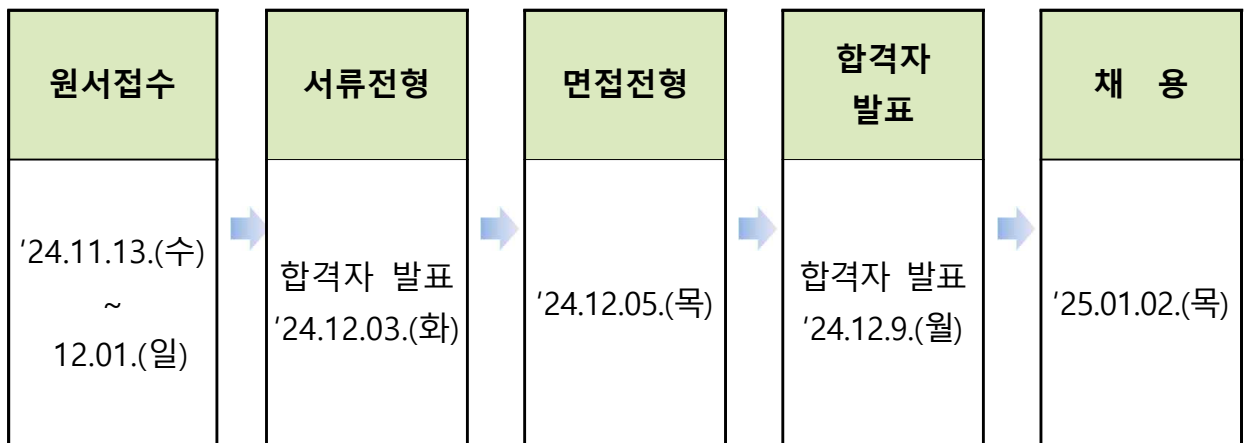 원서접수
'24.11.13.(수)
~
12.01.(일)
서류전형
합격자 발표
'24.12.03.(화)
면접전형
'24.12.05.(목)
합격자
발표
합격자 발표
'24.12.9.(월)
채 용
'25.01.02.(목)